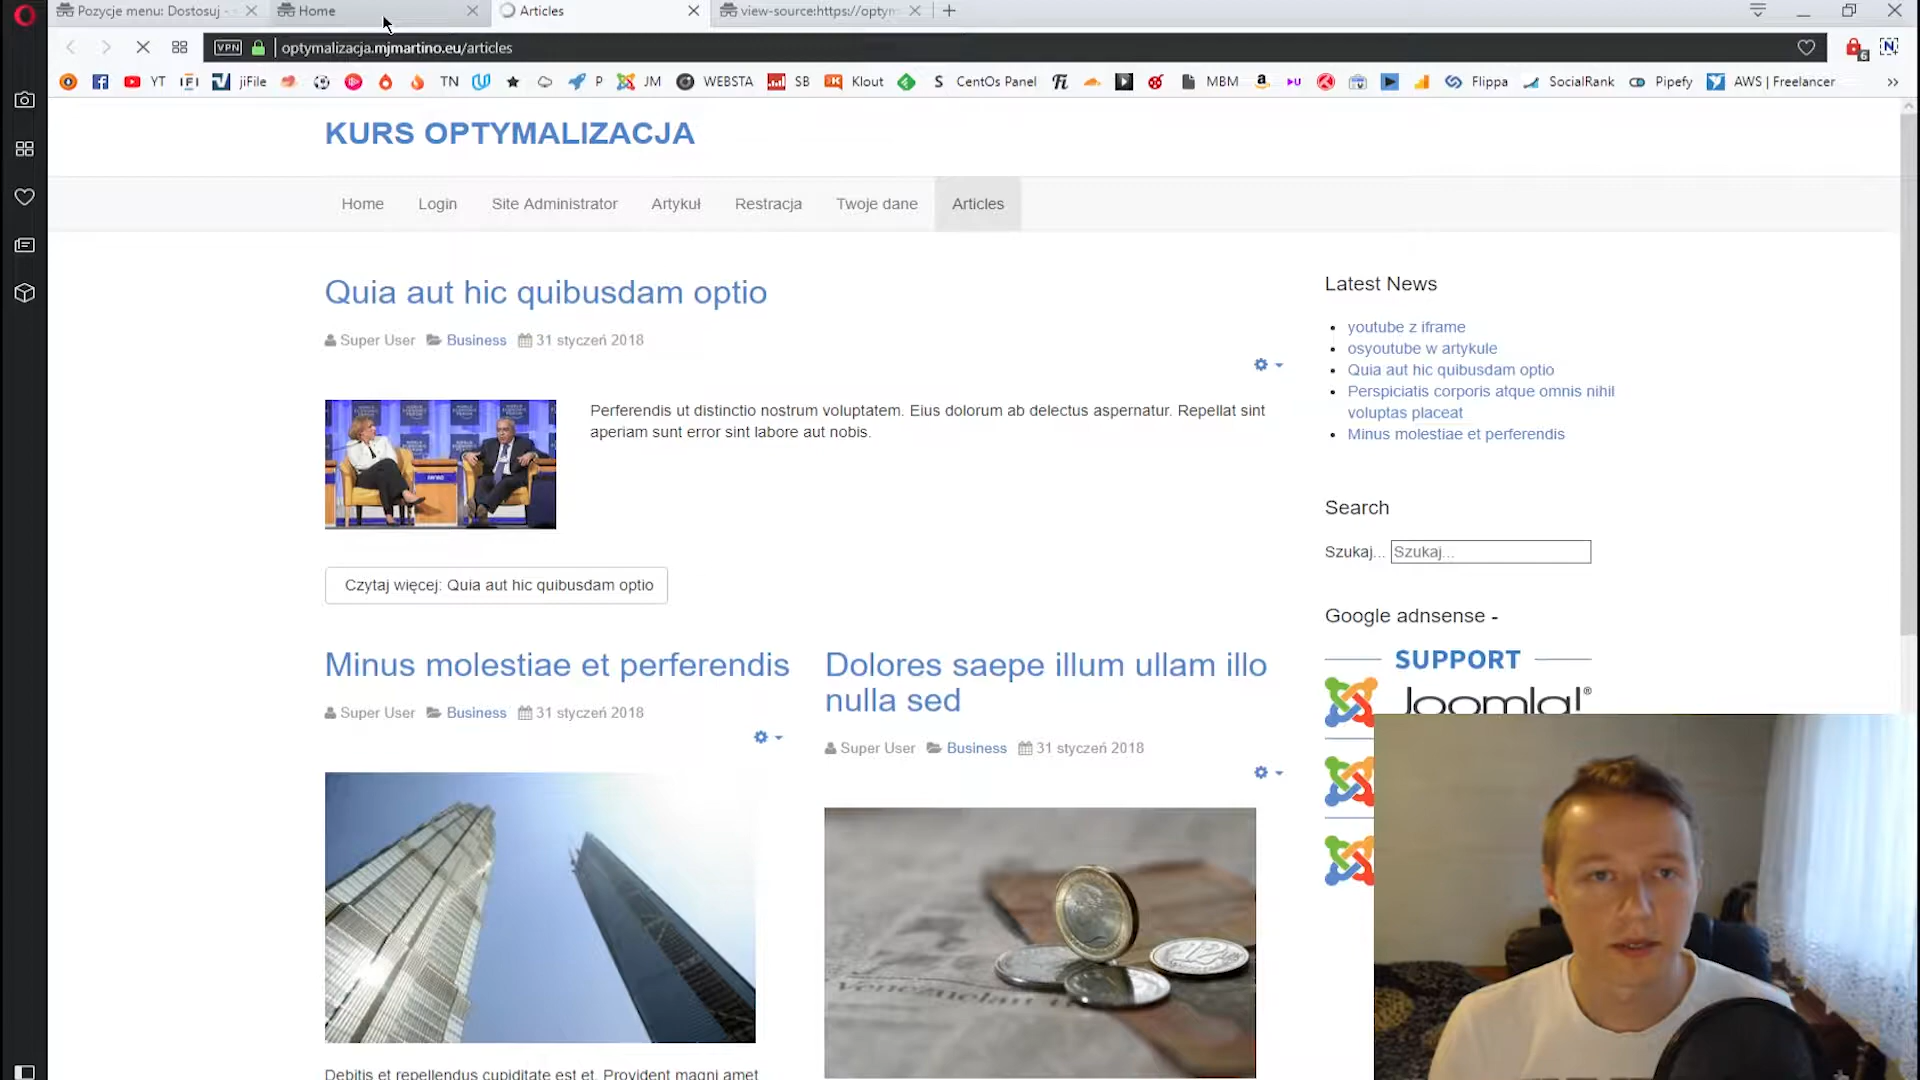 Pozycje menu: Dostosuj -
Home
Articles
view-source:https://optym
VPN
optymalizacja.mjmartino.eu/articles
6
YT
jiFile
TN
P
JM
WEBSTA
SB
Klout
CentOs Panel
MBM
Flippa
SocialRank
Pipefy
AWS | Freelancer
KURS OPTYMALIZACJA
Home
Login
Site Administrator
Artykuł
Restracja
Twoje dane
Articles
Quia aut hic quibusdam optio
Super User
Business
31 styczeń 2018
Perferendis ut distinctio nostrum voluptatem. Eius dolorum ab delectus aspernatur. Repellat sint
aperiam sunt error sint labore aut nobis.
Czytaj więcej: Quia aut hic quibusdam optio
Minus molestiae et perferendis
Super User
Business
31 styczeń 2018
Debitis et repellendus cupiditate est et. Provident magni amet
Dolores saepe illum ullam illo
nulla sed
Super User
Business
31 styczeń 2018
Latest News
youtube z iframe
osyoutube w artykule
Quia aut hic quibusdam optio
Perspiciatis corporis atque omnis nihil
voluptas placeat
Minus molestiae et perferendis
Search
Szukaj... Szukaj...
Google adnsense -
SUPPORT
Joomla!®